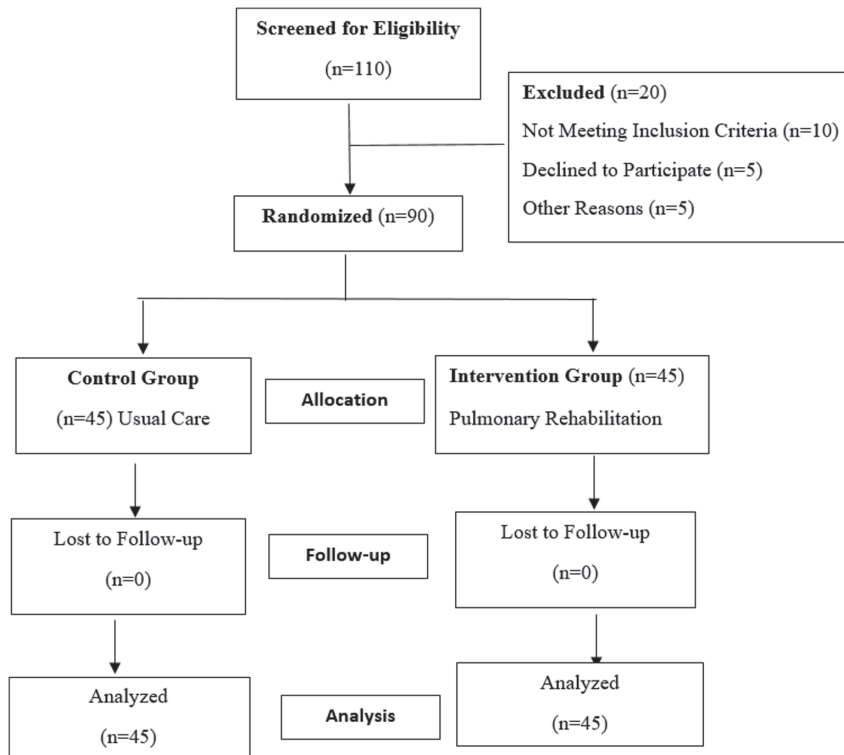 Screened for Eligibility
(n=110)
Excluded (n=20)
Not Meeting Inclusion Criteria (n=10)
Declined to Participate (n=5)
Other Reasons (n=5)
Randomized (n=90)
Control Group
(n=45) Usual Care
Allocation
Intervention Group (n=45)
Pulmonary Rehabilitation
Lost to Follow-up
(n=0)
Follow-up
Lost to Follow-up
(n=0)
Analyzed
(n=45)
Analysis
Analyzed
(n=45)